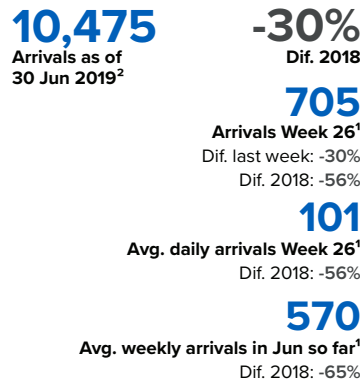 10,475
Arrivals as of
30 Jun 2019²
-30%
Dif. 2018
705
Arrivals Week 26¹
Dif. last week: -30%
Dif. 2018: -56%
101
Avg. daily arrivals Week 26¹
Dif. 2018: -56%
570
Avg. weekly arrivals in Jun so far¹
Dif. 2018: -65%